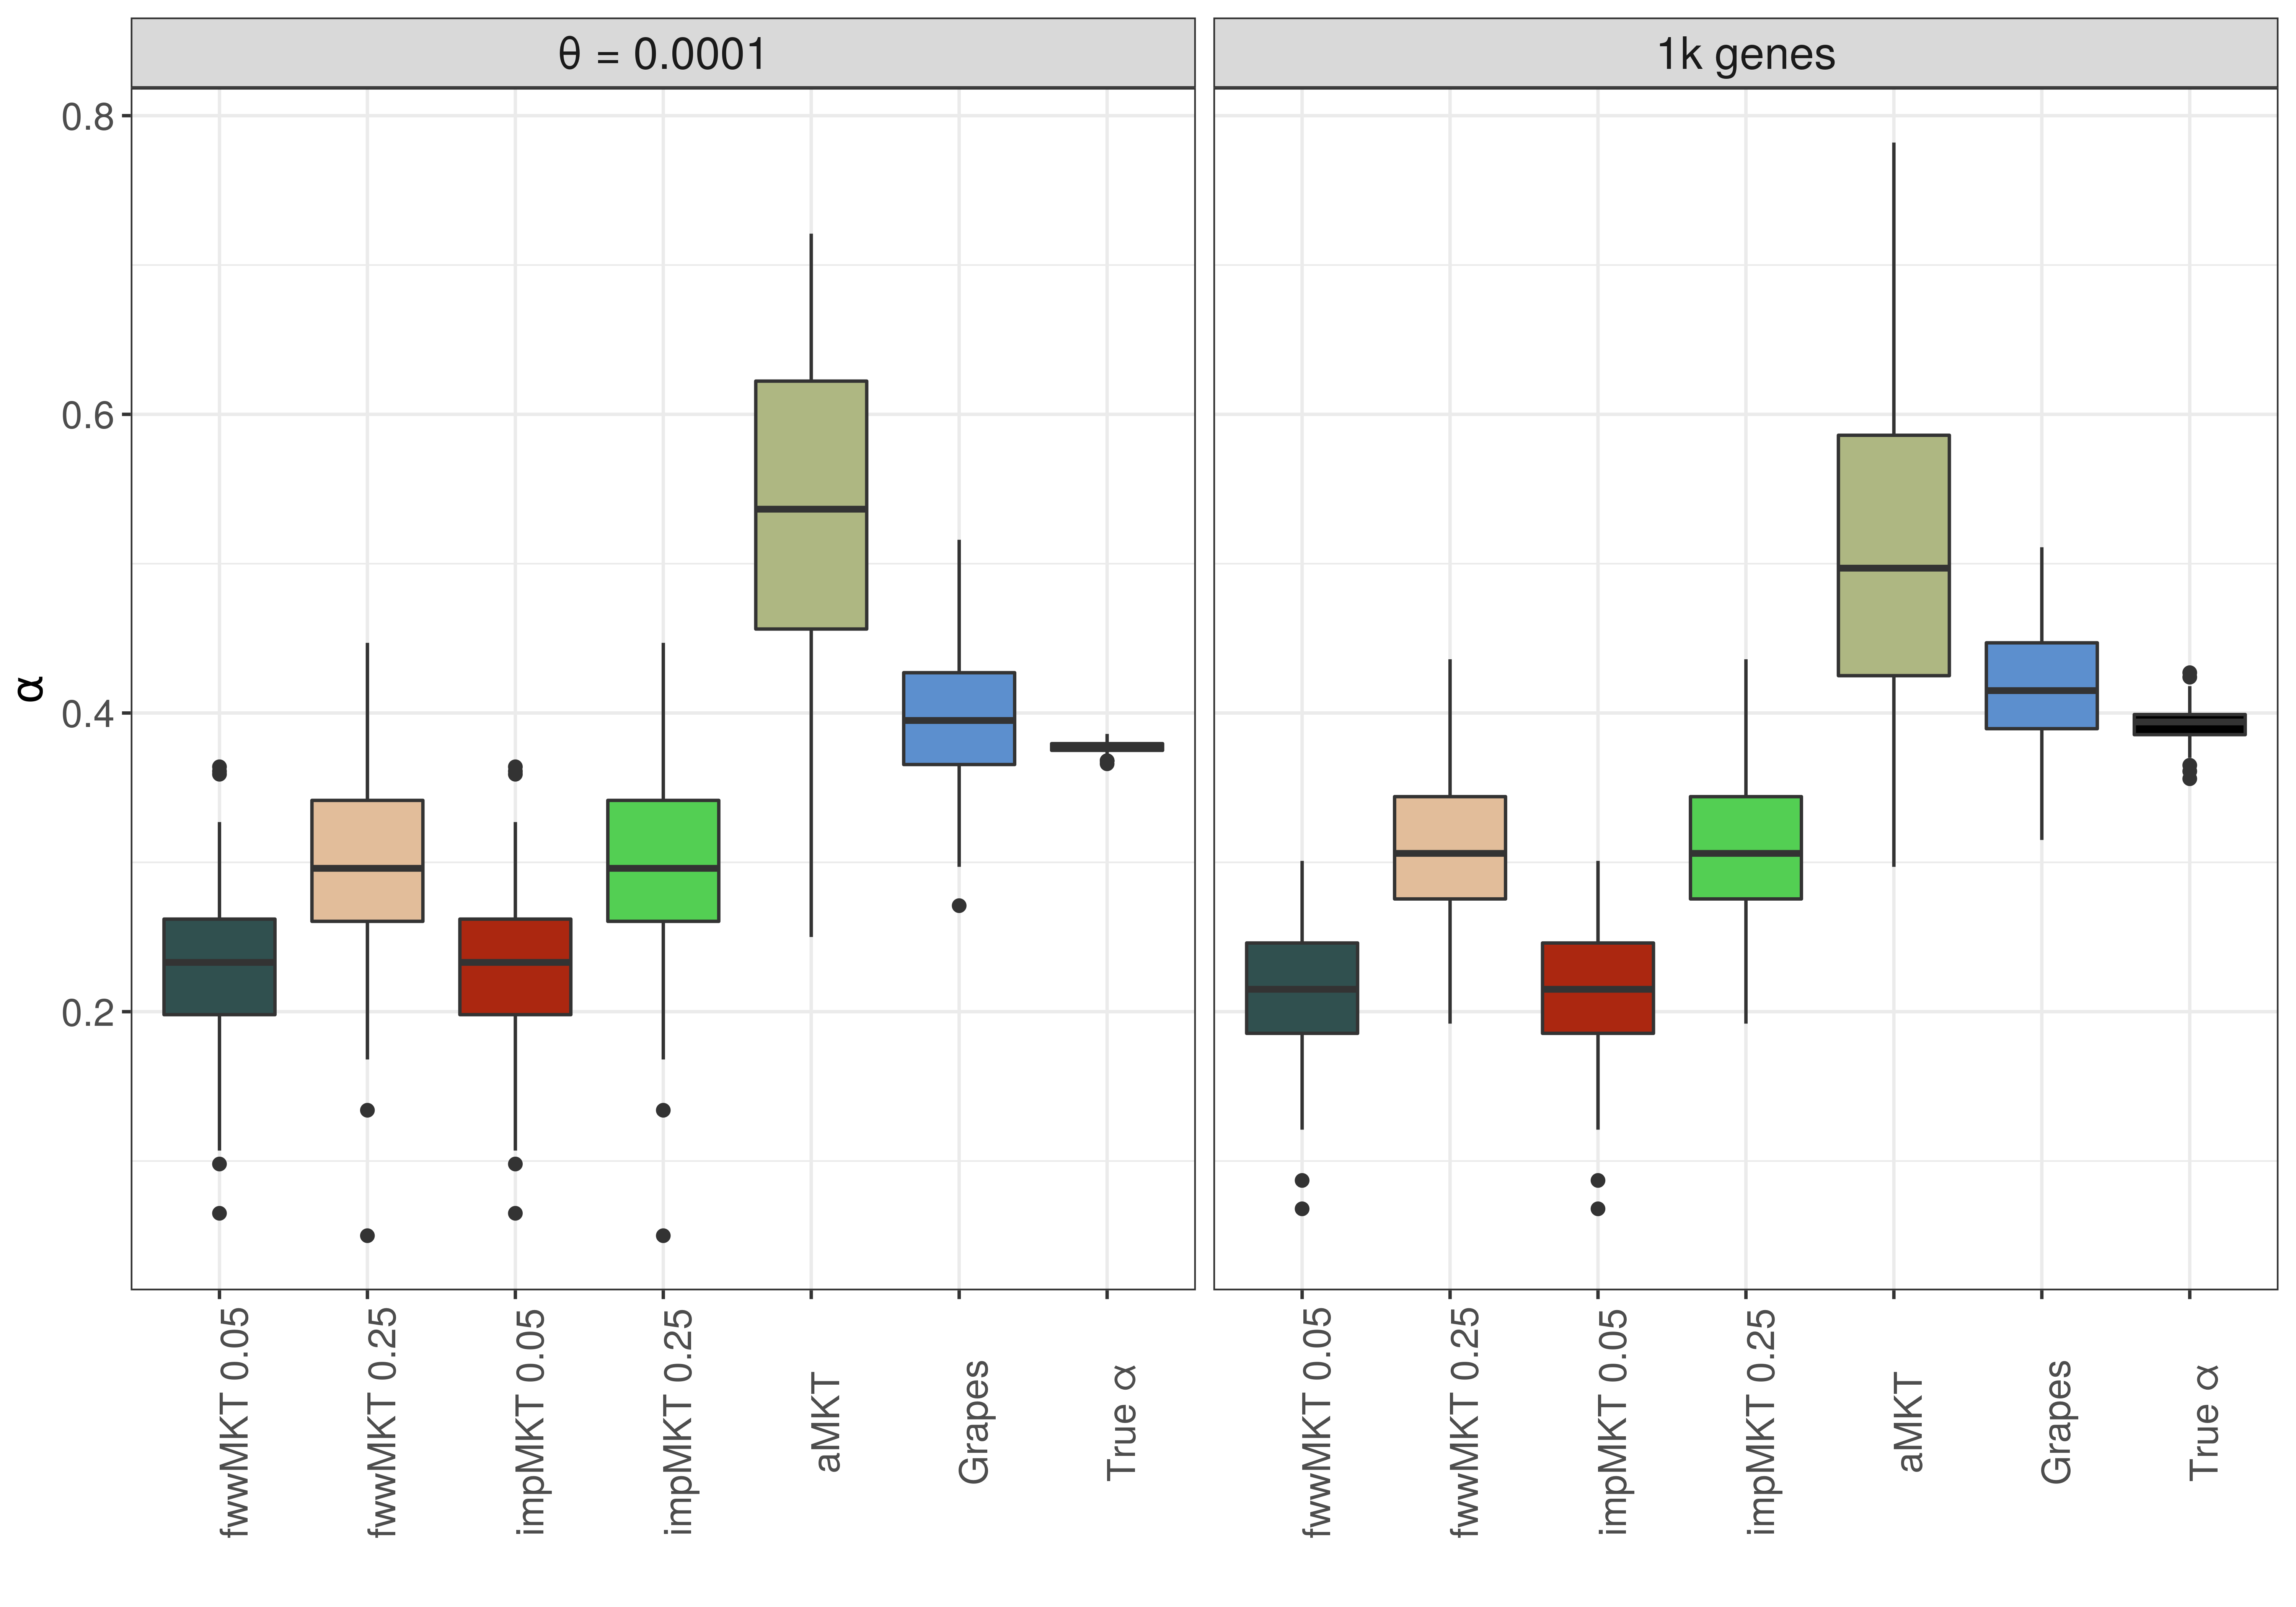 θ = 0.0001
1k genes
α
0.8
0.6
0.4
0.2
fwwMKT 0.05
fwwMKT 0.25
impMKT 0.05
impMKT 0.25
aMKT
Grapes
True α
fwwMKT 0.05
fwwMKT 0.25
impMKT 0.05
impMKT 0.25
aMKT
Grapes
True α